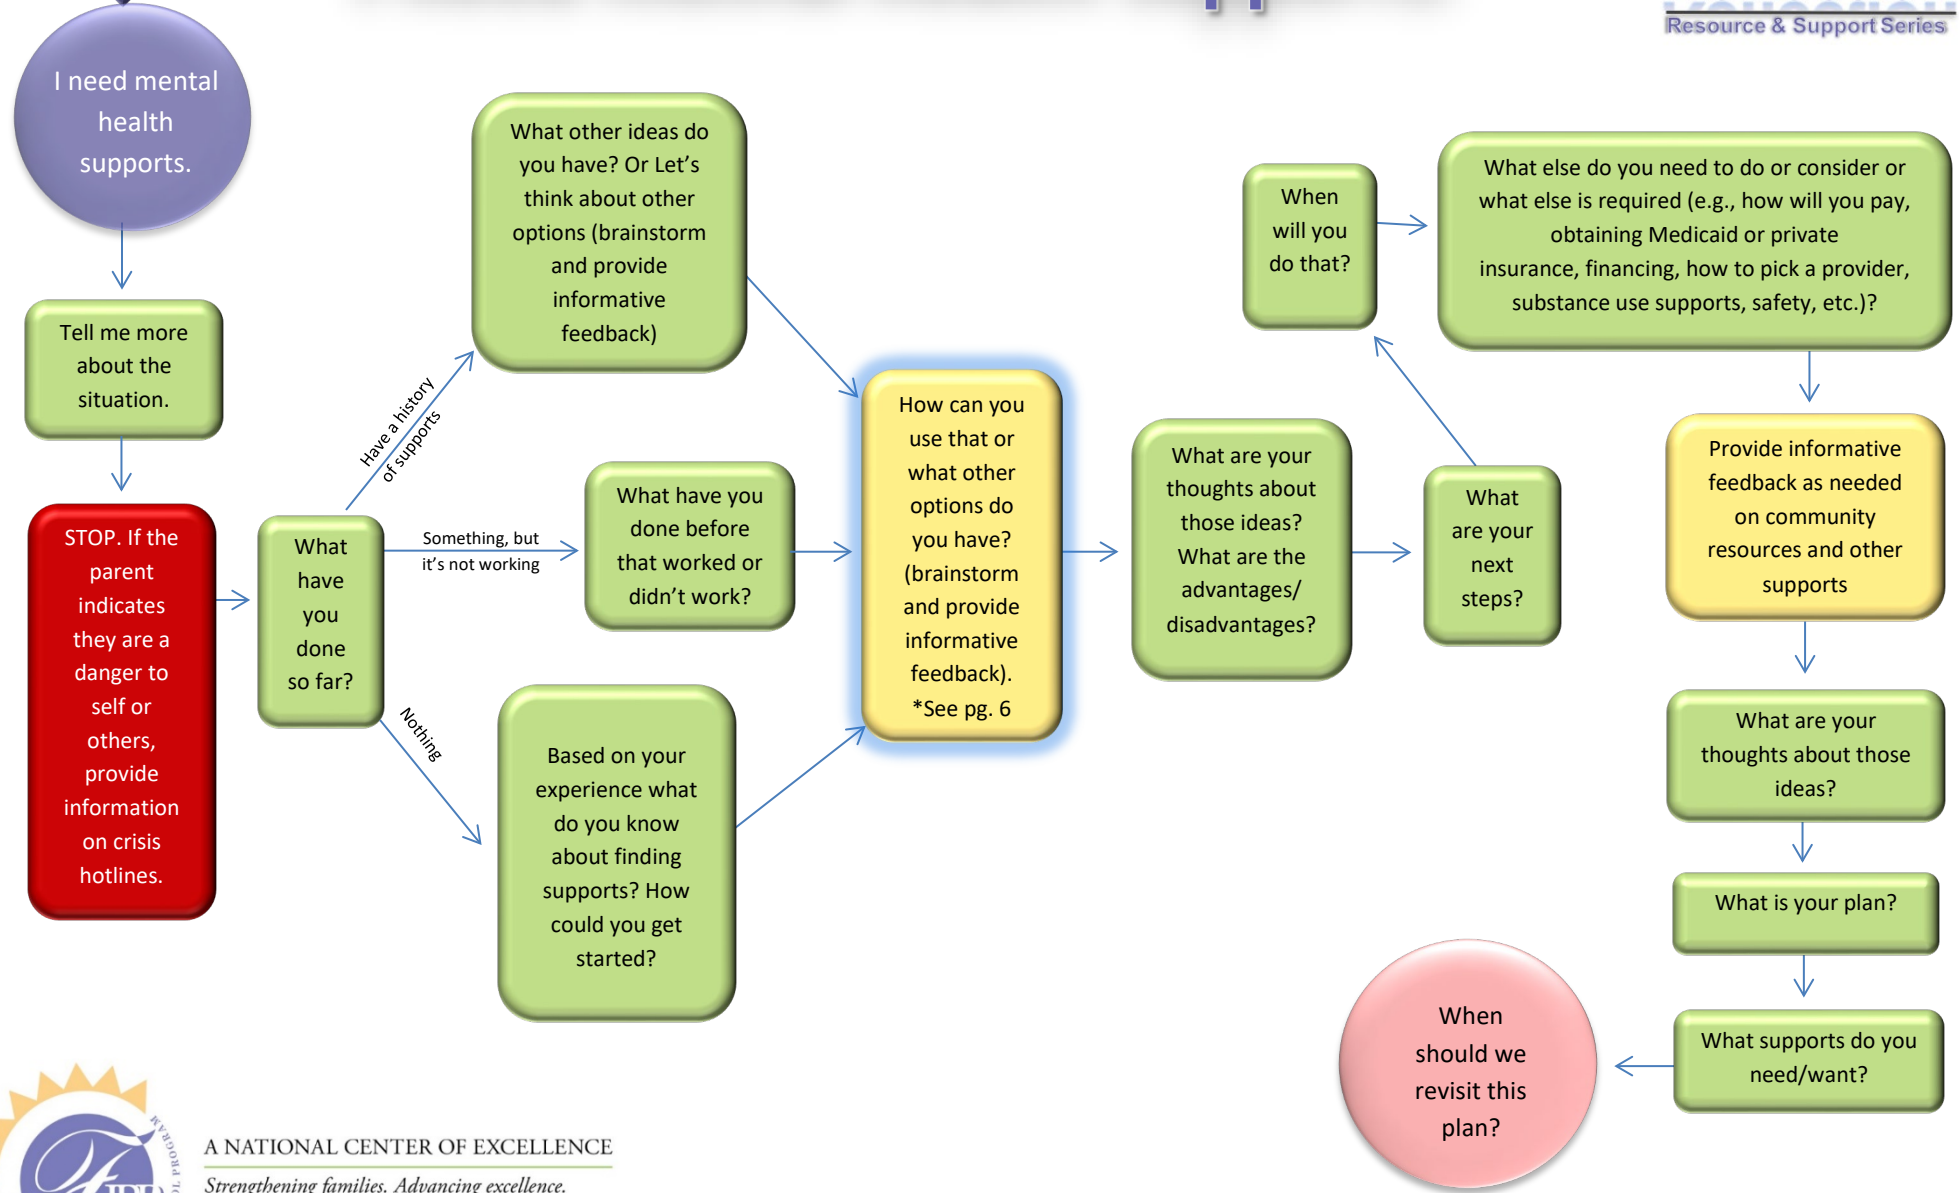 Resource & Support Series
I need mental
health
supports.
Tell me more
about the
situation.
STOP. If the
parent
indicates
they are a
danger to
self or
others,
provide
information
on crisis
hotlines.
What
have
you
done
so far?
Have a history
of supports
Something, but
it's not working
Nothing
What other ideas do
you have? Or Let's
think about other
options (brainstorm
and provide
informative
feedback)
What have you
done before
that worked or
didn't work?
Based on your
experience what
do you know
about finding
supports? How
could you get
started?
How can you
use that or
what other
options do
you have?
(brainstorm
and provide
informative
feedback).
*See pg. 6
What are your
thoughts about
those ideas?
What are the
advantages/
disadvantages?
What
are your
next
steps?
When
will you
do that?
What else do you need to do or consider or
what else is required (e.g., how will you pay,
obtaining Medicaid or private
insurance, financing, how to pick a provider,
substance use supports, safety, etc.)?
Provide informative
feedback as needed
on community
resources and other
supports
What are your
thoughts about those
ideas?
What is your plan?
What supports do you
need/want?
When
should we
revisit this
plan?
PROGRAM
A NATIONAL CENTER OF EXCELLENCE
Strengthening families. Advancing excellence.